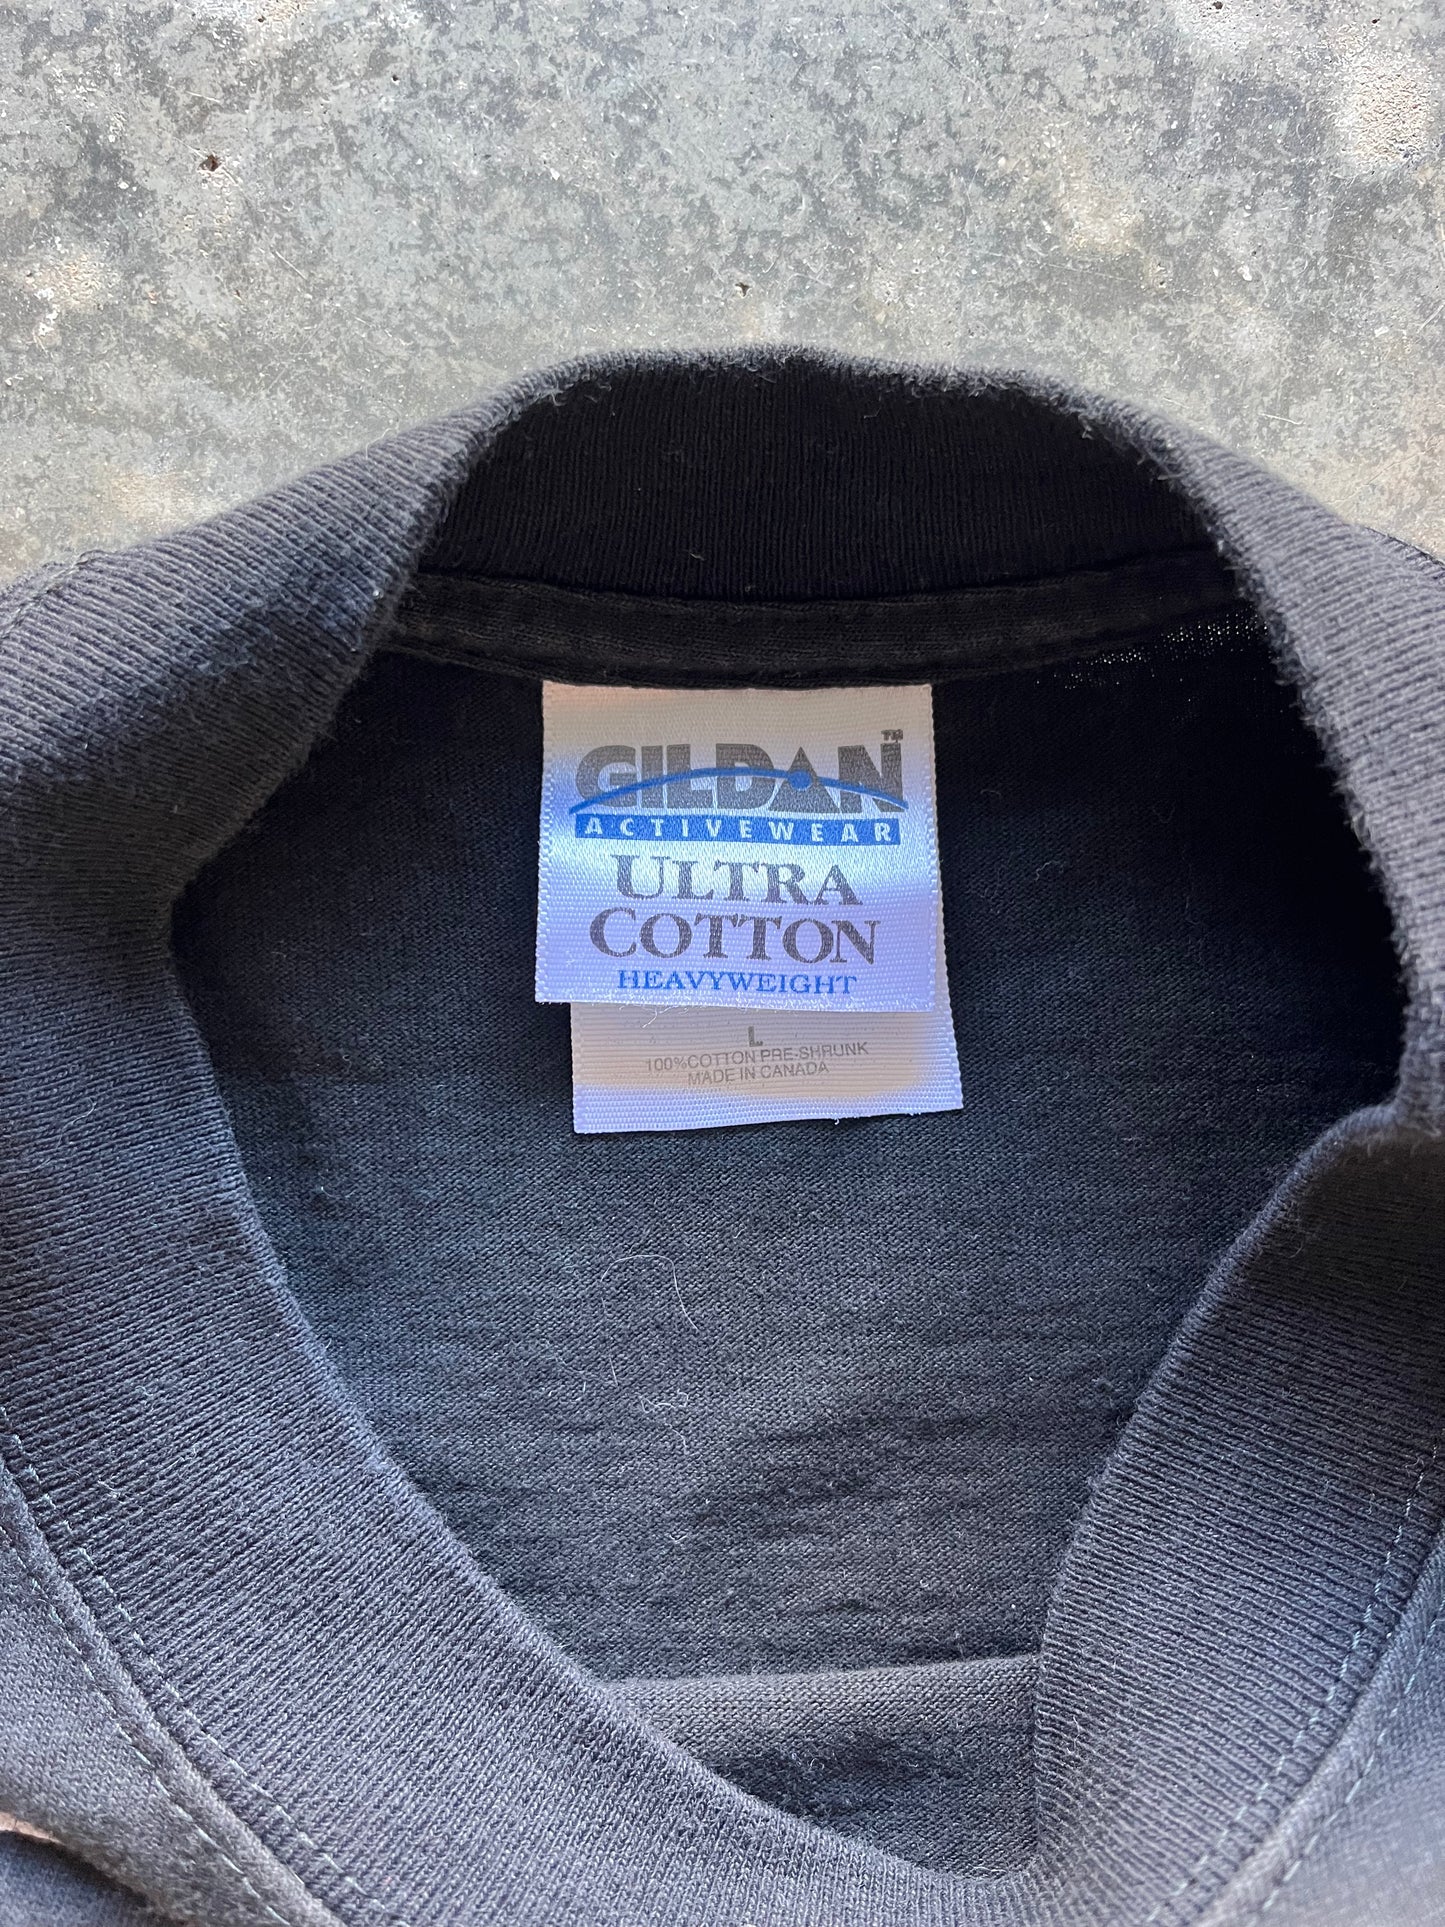 GILDAN™
ACTIVEWEAR
ULTRA
COTTON
HEAVYWEIGHT
L
100%COTTON PRE-SHRUNK
MADE IN CANADA